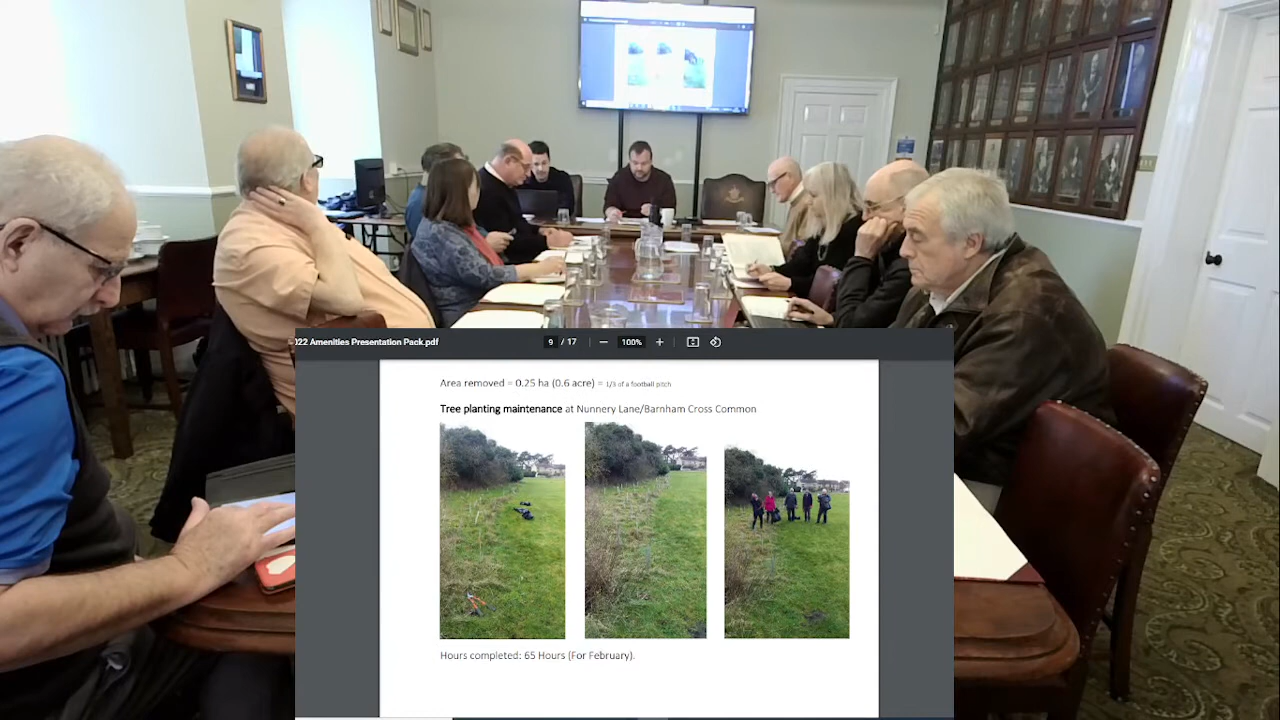 022 Amenities Presentation Pack.pdf
9 / 17
100%
Area removed = 0.25 ha (0.6 acre) = 1/3 of a football pitch
Tree planting maintenance at Nunnery Lane/Barnham Cross Common
Hours completed: 65 Hours (For February).